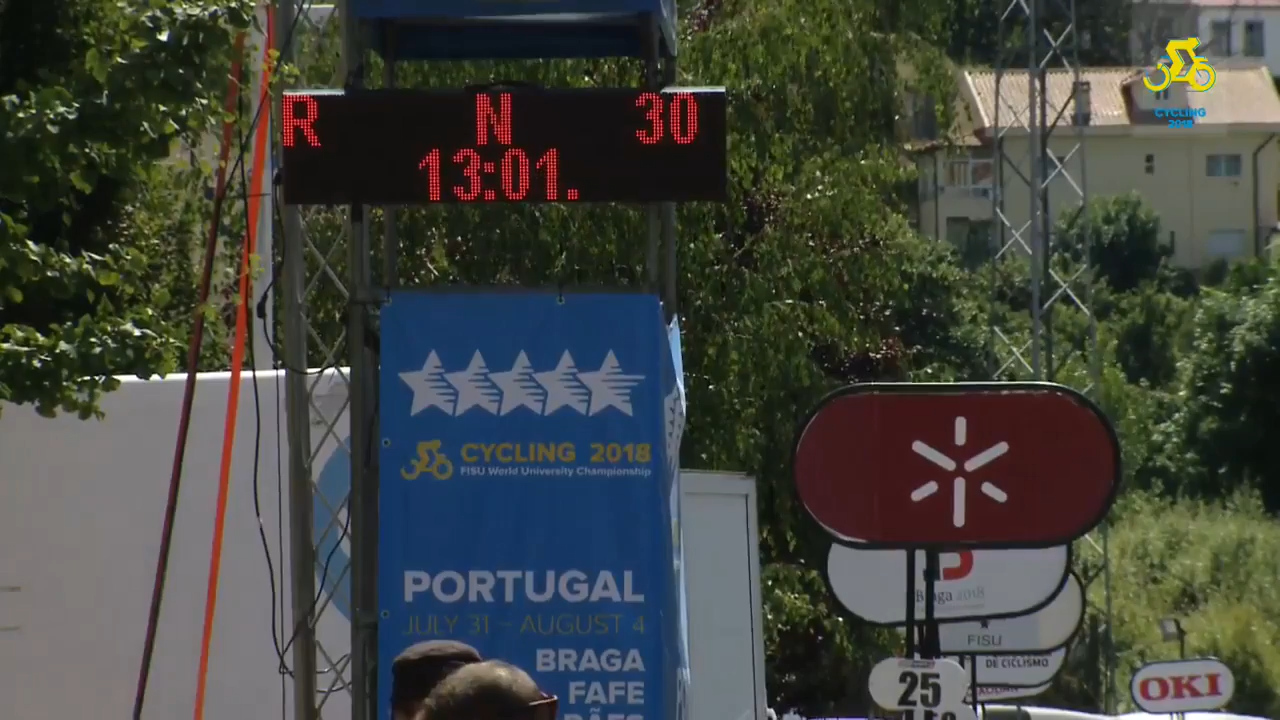 CYCLING
2018
R N 30
13:01.
CYCLING 2018
FISU World University Championship
PORTUGAL
JULY 31 - AUGUST 4
BRAGA
FAFE
Braga 2018
FISU
DE CICLISMO
25
OKI